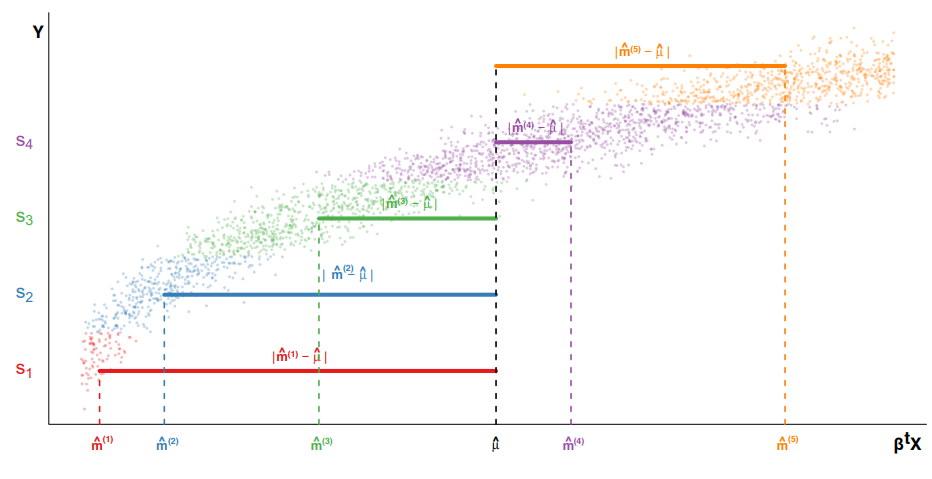 Y
|m̂⁽⁵⁾ − μ̂|
|m̂⁽⁴⁾ − μ̂|
S₄
|m̂⁽³⁾ − μ̂|
S₃
|m̂⁽²⁾ − μ̂|
S₂
|m̂⁽¹⁾ − μ̂|
S₁
m̂⁽¹⁾ m̂⁽²⁾ m̂⁽³⁾ μ̂ m̂⁽⁴⁾ m̂⁽⁵⁾ βᵗX